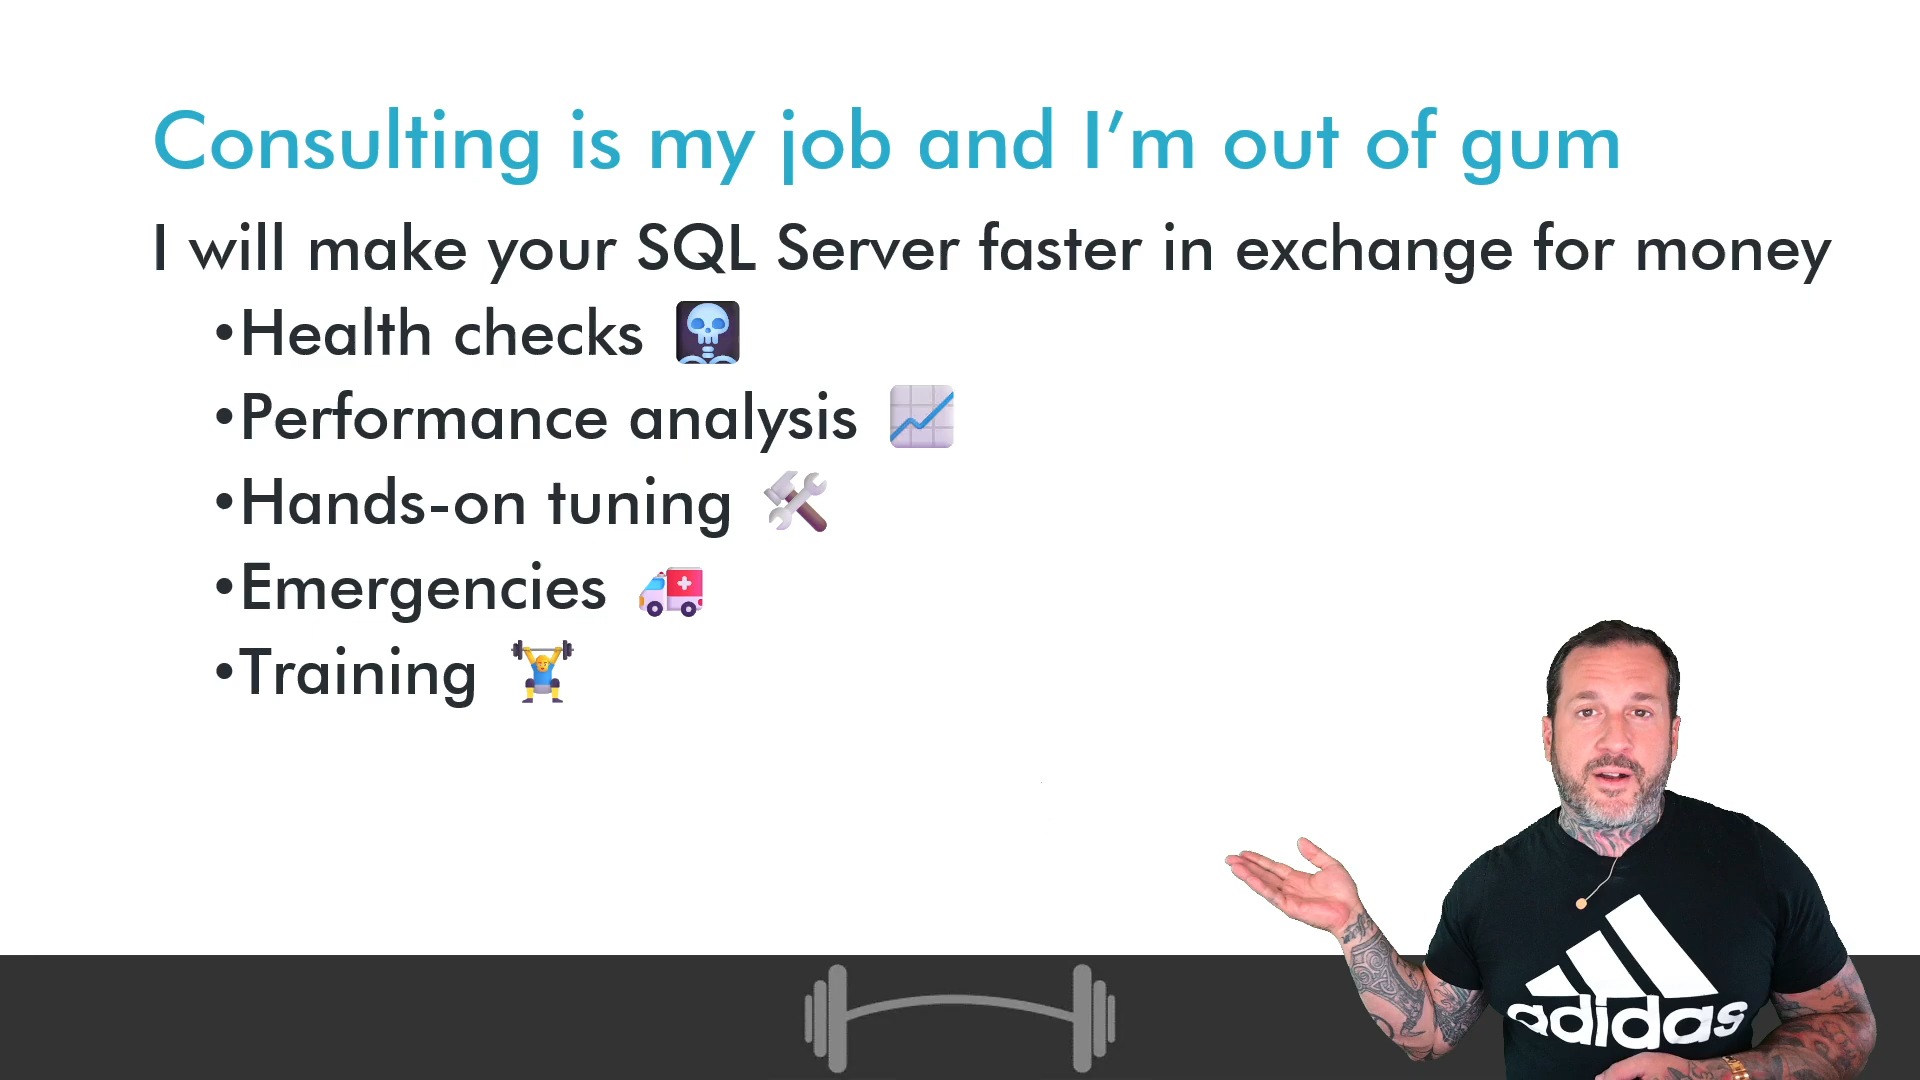 Consulting is my job and I’m out of gum
I will make your SQL Server faster in exchange for money
•Health checks
•Performance analysis
•Hands-on tuning
•Emergencies
•Training
adidas